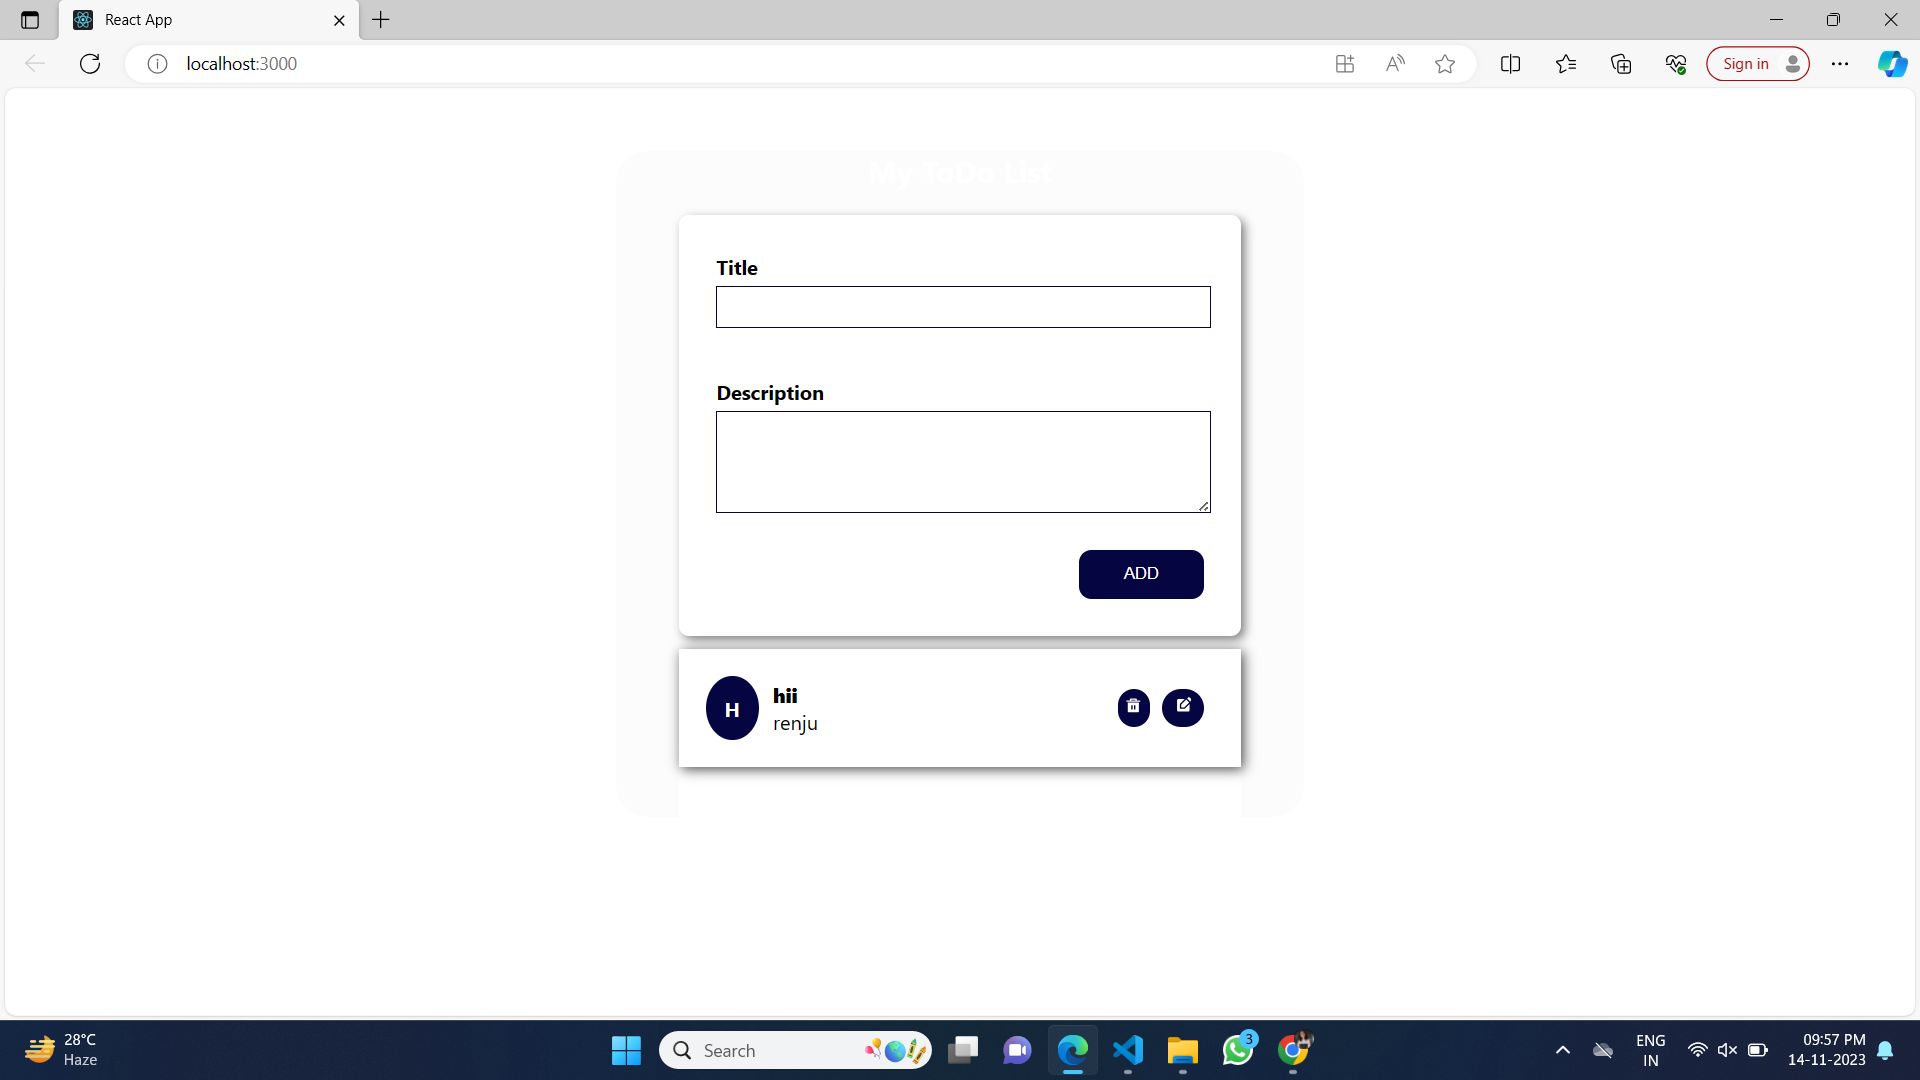 React App
localhost:3000
Sign in
My ToDo List
Title
Description
ADD
H
hii
renju
28°C
Haze
Search
3
ENG
IN
09:57 PM
14-11-2023